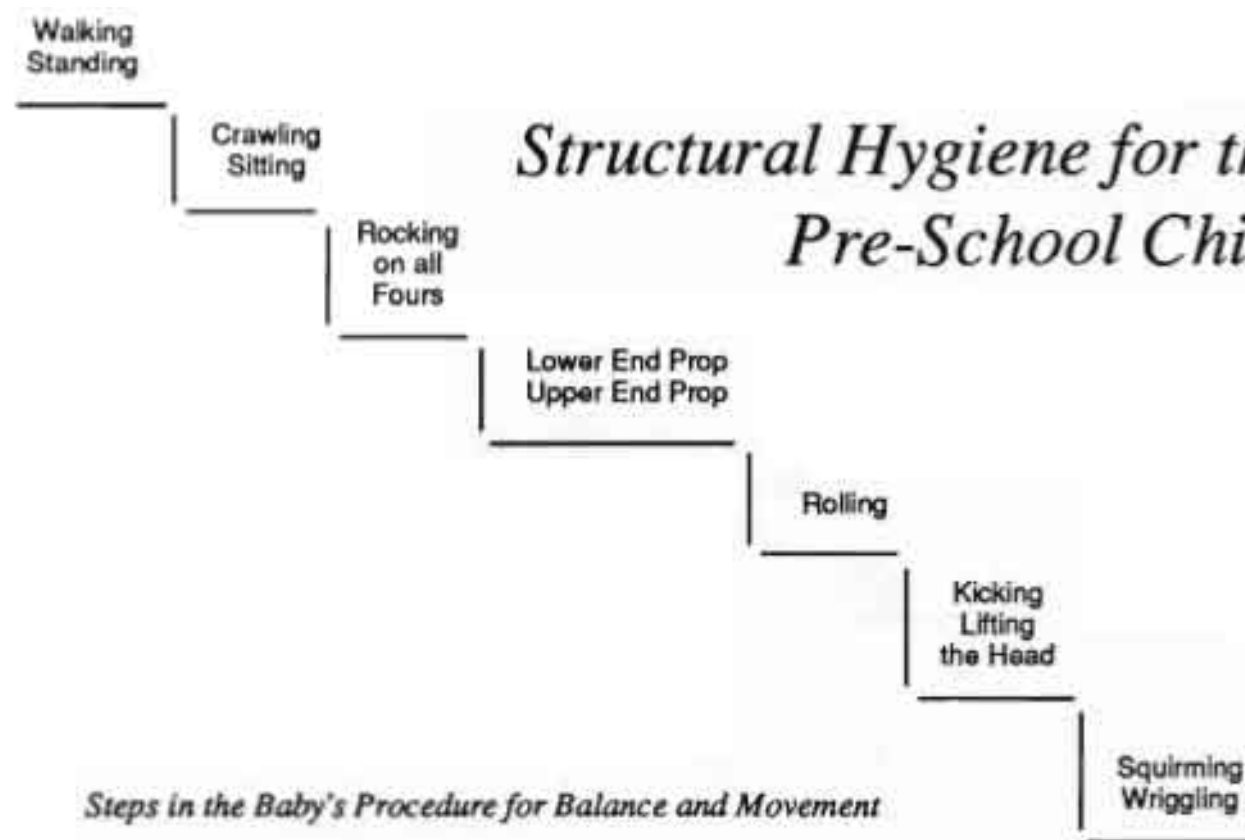 Walking
Standing
Crawling
Sitting
Structural Hygiene for t
Pre-School Chi
Rocking
on all
Fours
Lower End Prop
Upper End Prop
Rolling
Kicking
Lifting
the Head
Squirming
Wriggling
Steps in the Baby's Procedure for Balance and Movement